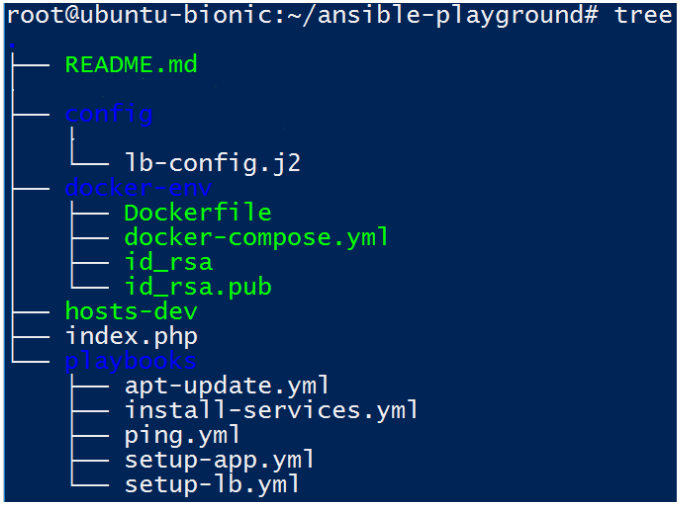 root@ubuntu-bionic:~/ansible-playground# tree
.
├── README.md
├── config
│   └── lb-config.j2
├── docker-env
│   ├── Dockerfile
│   ├── docker-compose.yml
│   ├── id_rsa
│   └── id_rsa.pub
├── hosts-dev
├── index.php
└── playbooks
    ├── apt-update.yml
    ├── install-services.yml
    ├── ping.yml
    ├── setup-app.yml
    └── setup-lb.yml